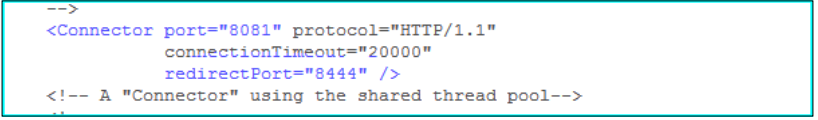 -->
<Connector port="8081" protocol="HTTP/1.1"
connectionTimeout="20000"
redirectPort="8444" />
<!-- A "Connector" using the shared thread pool-->